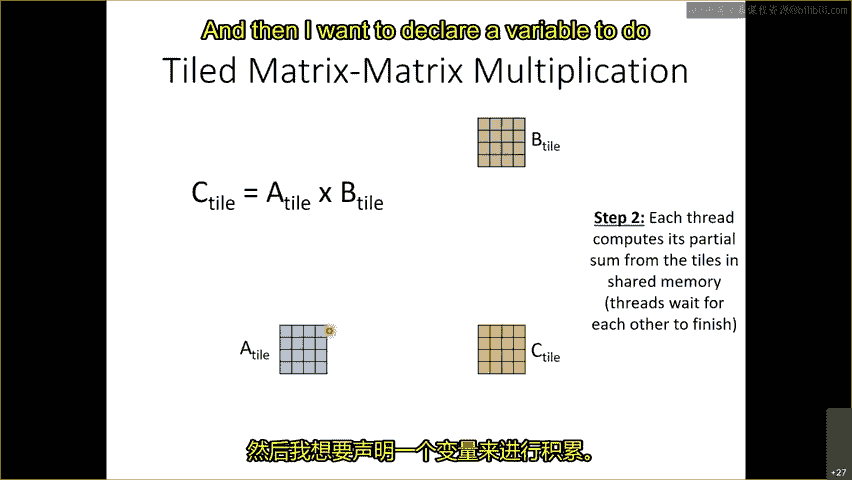 @bilibili
And then I want to declare a variable to do
Tiled Matrix-Matrix Multiplication
B tile
C tile = A tile x B tile
Step 2: Each thread
computes its partial
sum from the tiles in
shared memory
(threads wait for
each other to finish)
A tile
C tile
然后我想要声明一个变量来进行积累。
+27